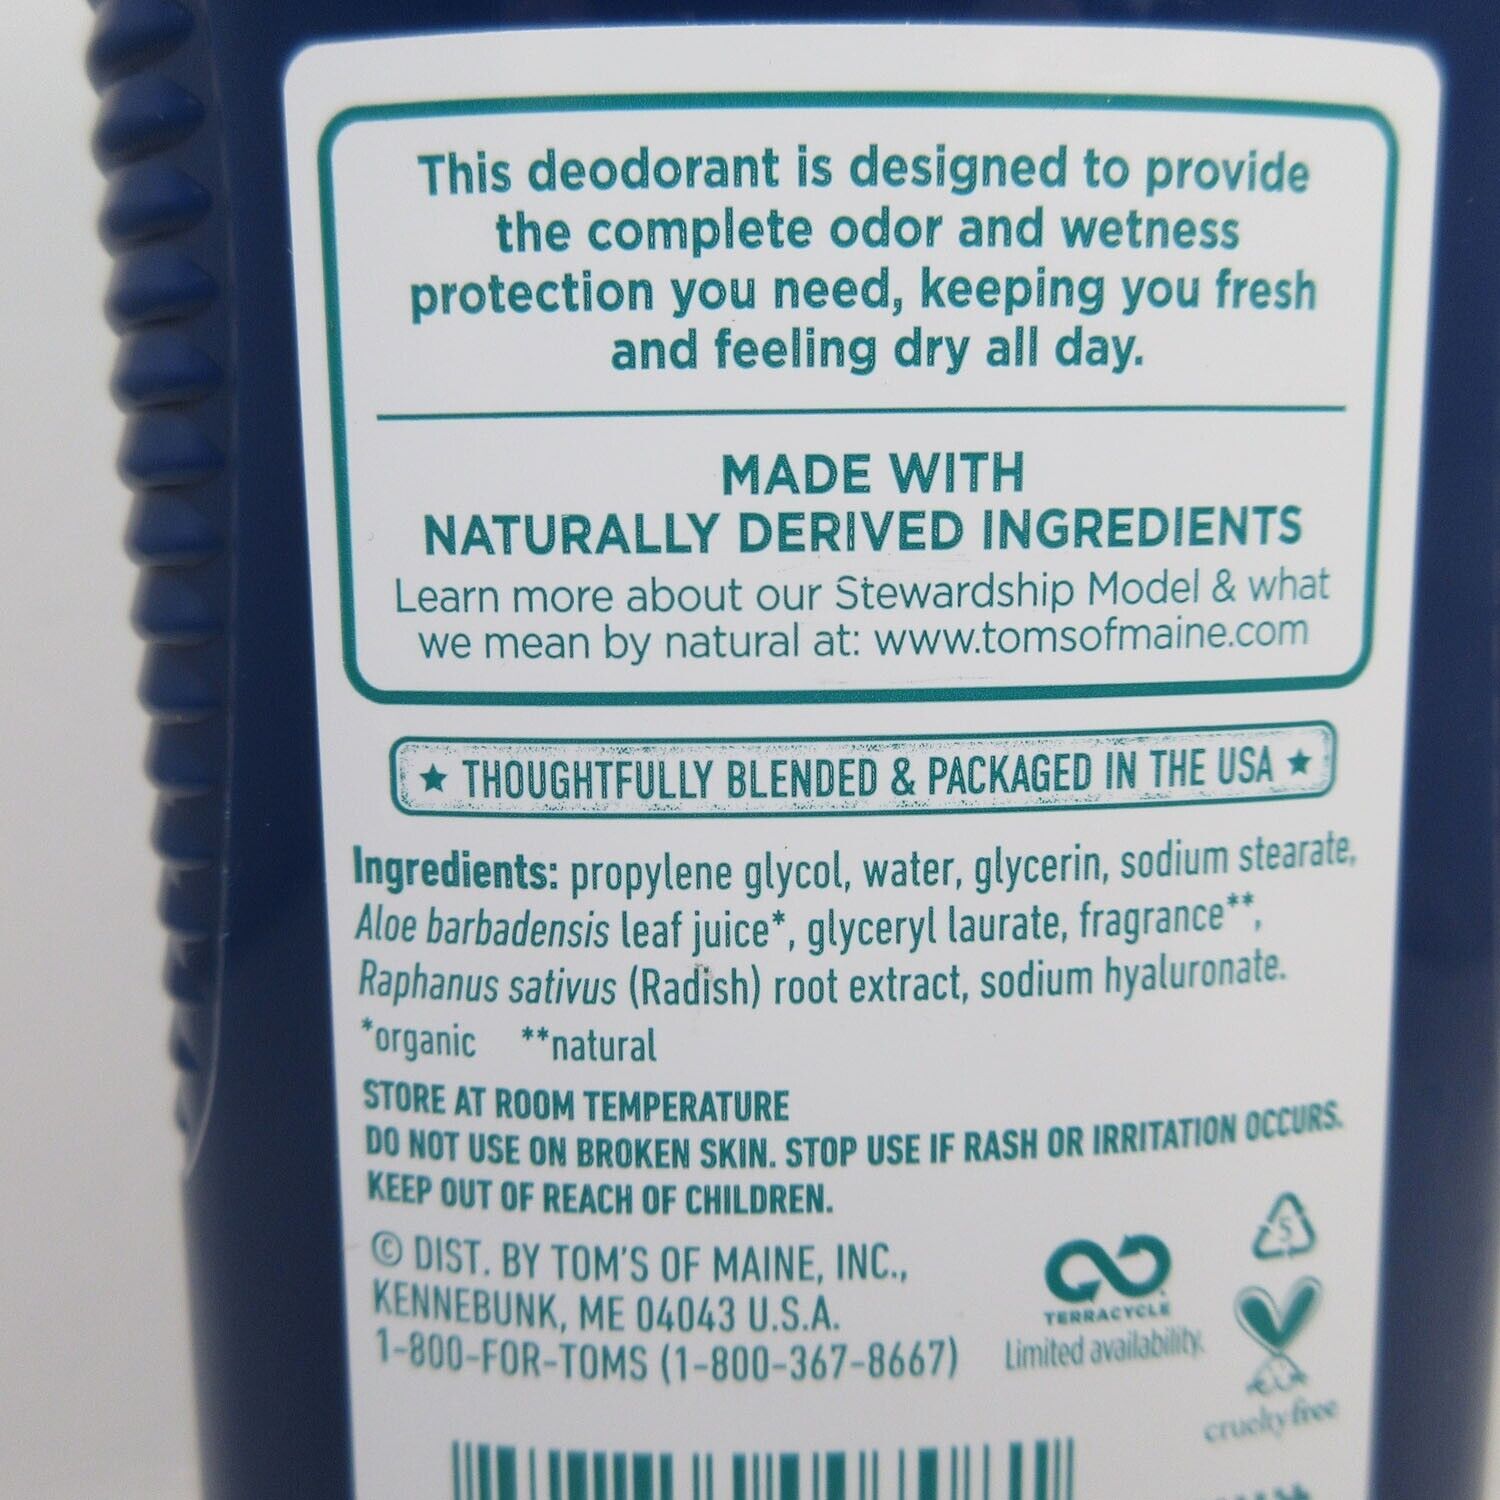 This deodorant is designed to provide
the complete odor and wetness
protection you need, keeping you fresh
and feeling dry all day.
MADE WITH
NATURALLY DERIVED INGREDIENTS
Learn more about our Stewardship Model & what
we mean by natural at: www.tomsofmaine.com
★ THOUGHTFULLY BLENDED & PACKAGED IN THE USA ★
Ingredients: propylene glycol, water, glycerin, sodium stearate,
Aloe barbadensis leaf juice*, glyceryl laurate, fragrance**,
Raphanus sativus (Radish) root extract, sodium hyaluronate.
*organic **natural
STORE AT ROOM TEMPERATURE
DO NOT USE ON BROKEN SKIN. STOP USE IF RASH OR IRRITATION OCCURS.
KEEP OUT OF REACH OF CHILDREN.
© DIST. BY TOM'S OF MAINE, INC.,
KENNEBUNK, ME 04043 U.S.A.
1-800-FOR-TOMS (1-800-367-8667)
TERRACYCLE
Limited availability.
5
cruelty free